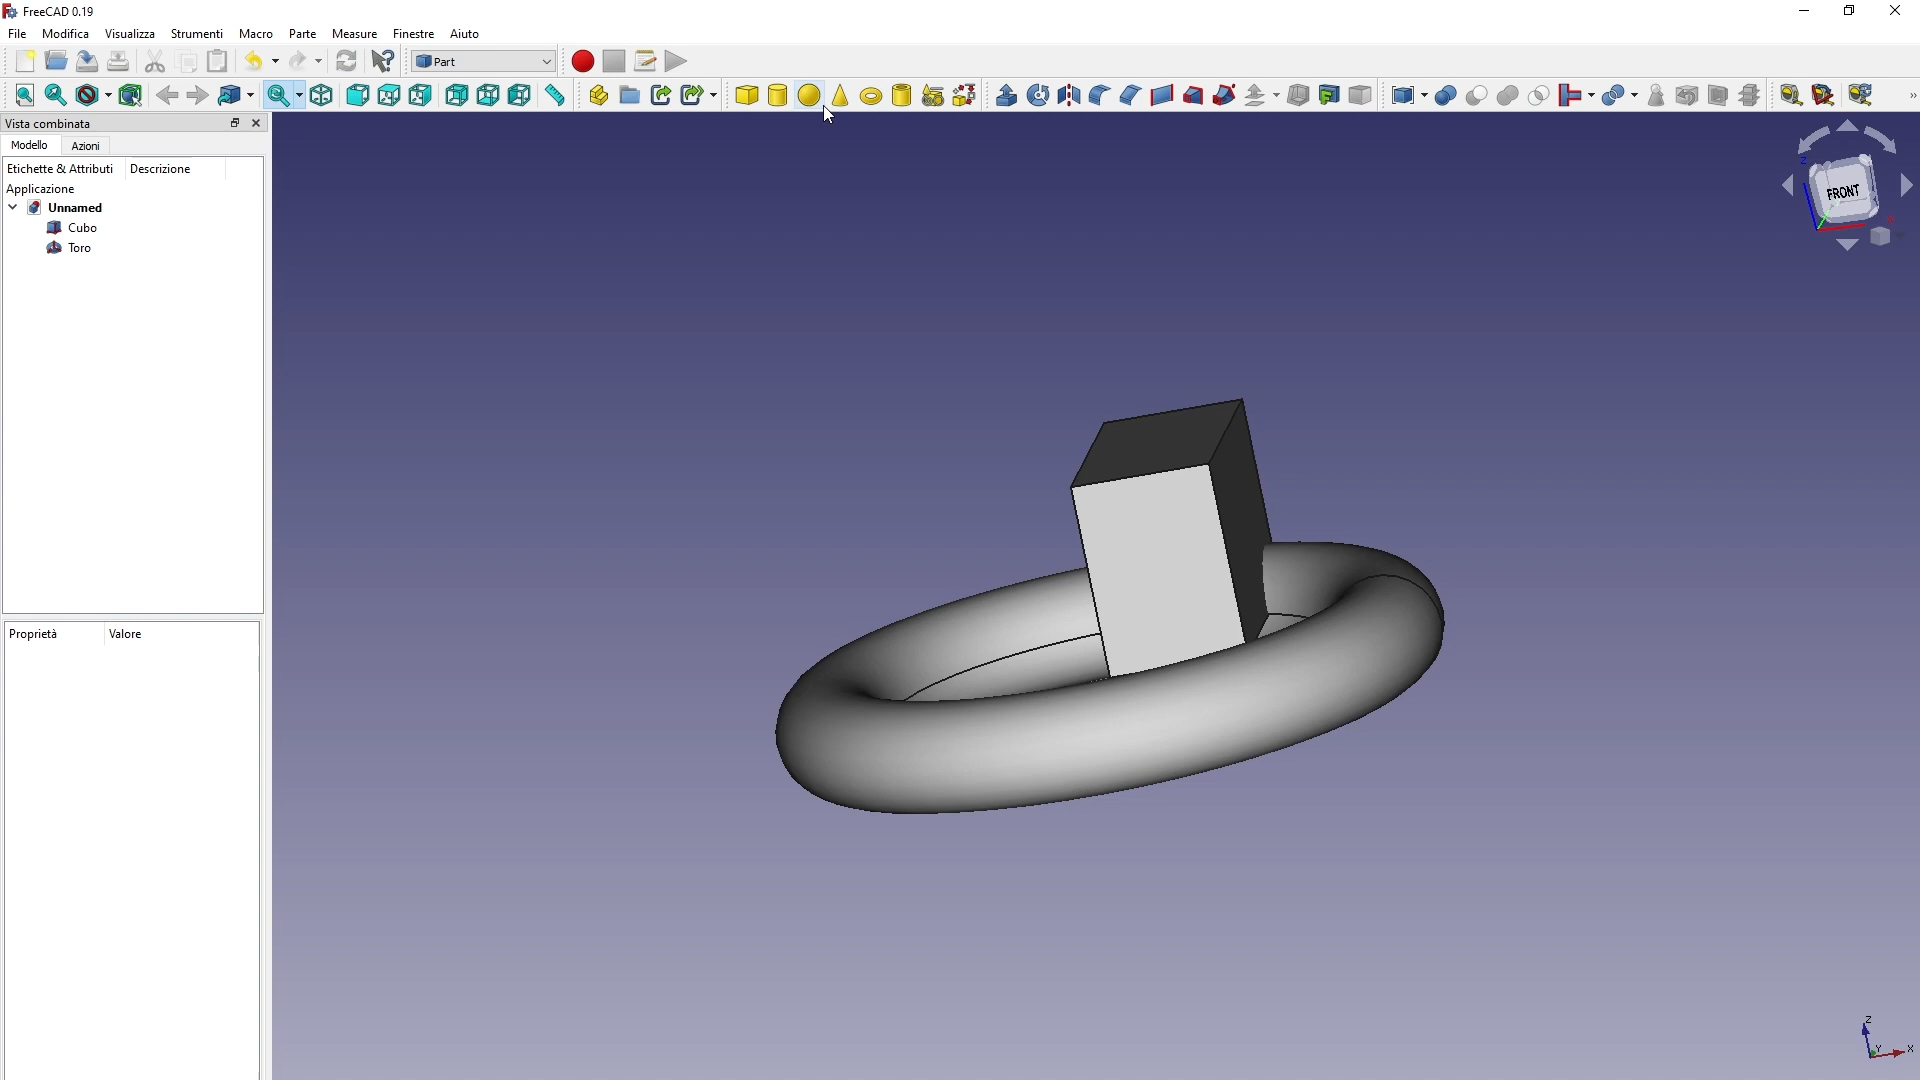 FreeCAD 0.19
File Modifica Visualizza Strumenti Macro Parte Measure Finestre Aiuto
Part
Vista combinata
Modello Azioni
Etichette & Attributi Descrizione
Applicazione
Unnamed
Cubo
Toro
Proprietà Valore
Z
FRONT
X
Z
Y X